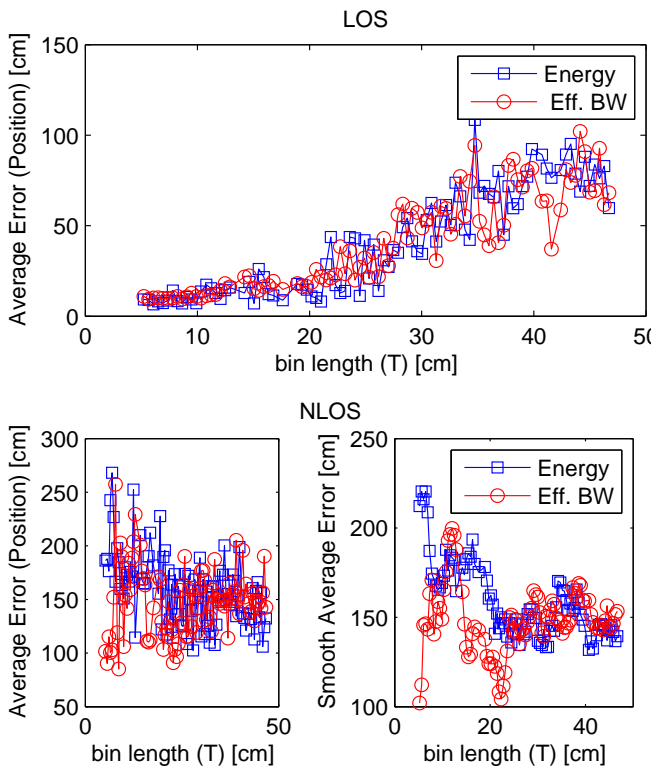 LOS
Average Error (Position) [cm]
150
100
50
0
Energy
Eff. BW
0 10 20 30 40 50
bin length (T) [cm]
NLOS
Average Error (Position) [cm]
300
250
200
150
100
50
0 50
bin length (T) [cm]
Smooth Average Error [cm]
250
200
150
100
Energy
Eff. BW
0 20 40
bin length (T) [cm]